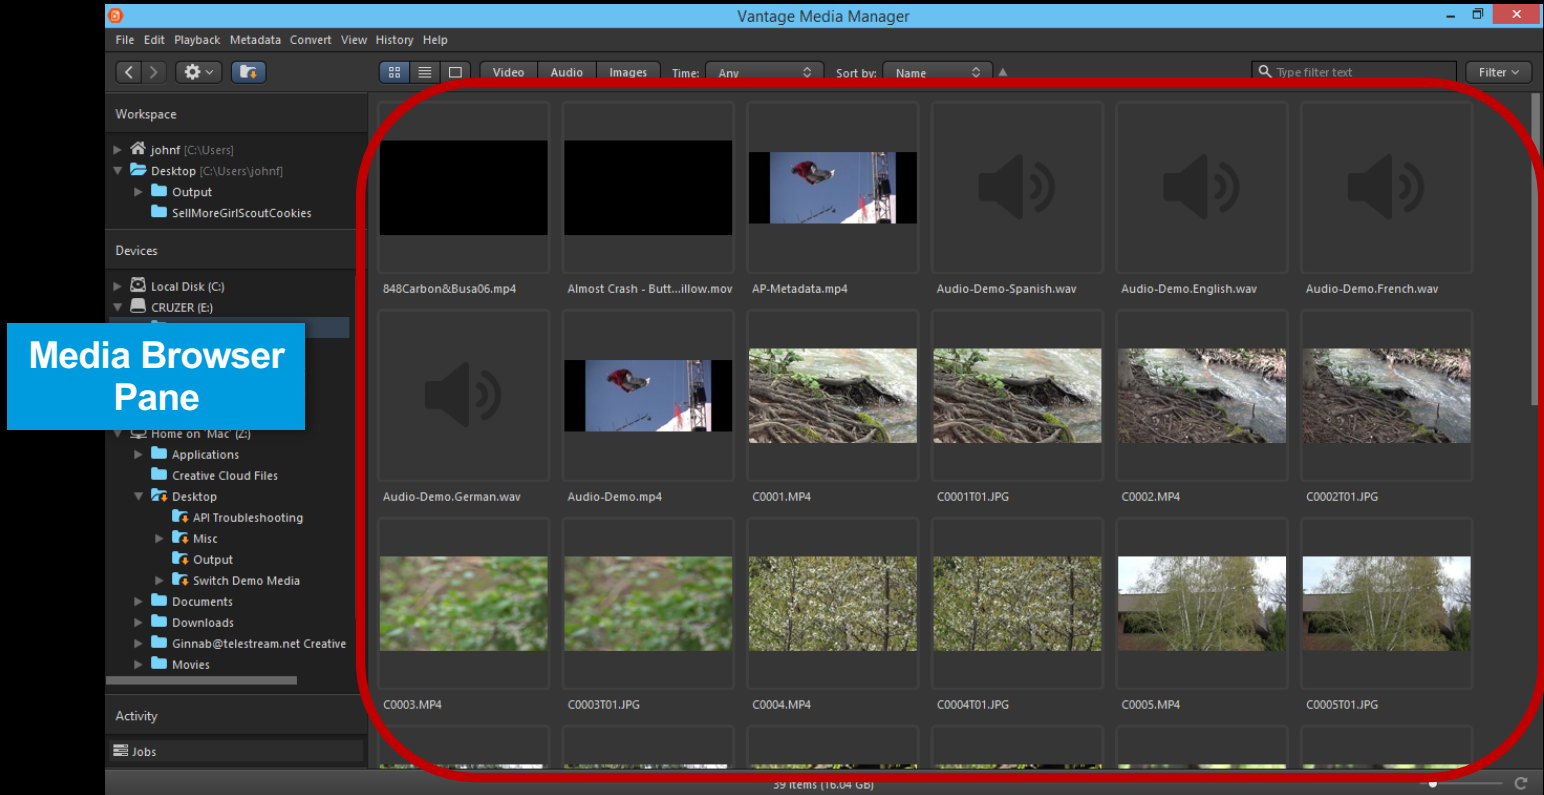 Vantage Media Manager
File Edit Playback Metadata Convert View History Help
Video Audio Images Time: Any Sort by: Name Type filter text Filter
Workspace
johnf [C:\Users]
Desktop [C:\Users\johnf]
Output
SellMoreGirlScoutCookies
Devices
Local Disk (C:)
CRUZER (E:)
Media Browser
Pane
Home on 'Mac' (Z:)
Applications
Creative Cloud Files
Desktop
API Troubleshooting
Misc
Output
Switch Demo Media
Documents
Downloads
Ginnab@telestream.net Creative
Movies
Activity
Jobs
848Carbon&Busa06.mp4 Almost Crash - Butt...illow.mov AP-Metadata.mp4 Audio-Demo-Spanish.wav Audio-Demo.English.wav Audio-Demo.French.wav
Audio-Demo.German.wav Audio-Demo.mp4 C0001.MP4 C0001T01.JPG C0002.MP4 C0002T01.JPG
C0003.MP4 C0003T01.JPG C0004.MP4 C0004T01.JPG C0005.MP4 C0005T01.JPG
39 items (16.04 GB)